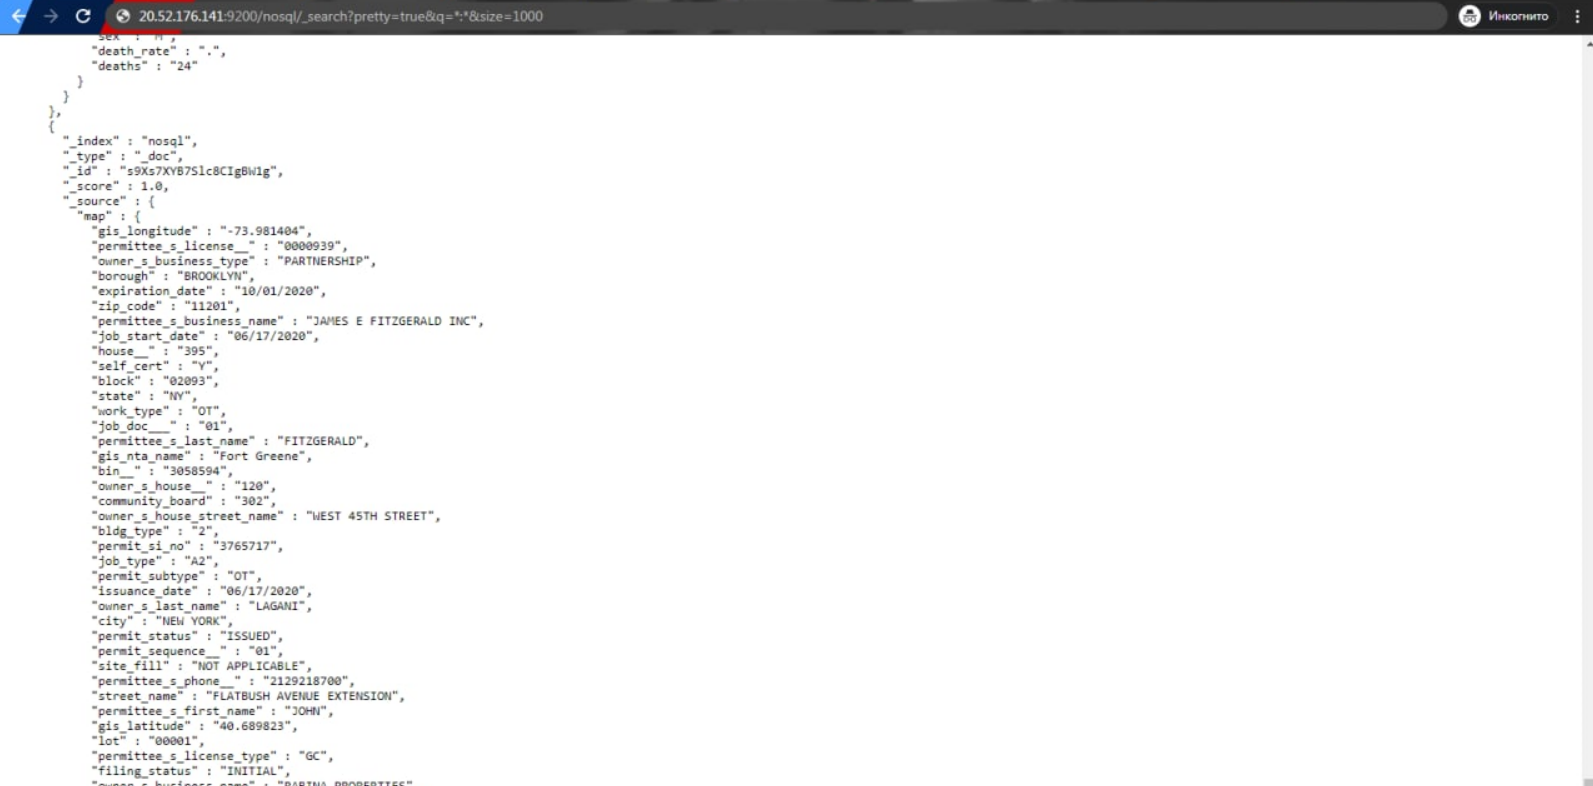 20.52.176.141:9200/nosql/_search?pretty=true&q=*:*&size=1000
Инкогнито
"sex" : "M",
"death_rate" : ".",
"deaths" : "24"
}
}
},
{
"_index" : "nosql",
"_type" : "_doc",
"_id" : "s9Xs7XYB7Slc8CIgBW1g",
"_score" : 1.0,
"_source" : {
"map" : {
"gis_longitude" : "-73.981404",
"permittee_s_license__" : "0000939",
"owner_s_business_type" : "PARTNERSHIP",
"borough" : "BROOKLYN",
"expiration_date" : "10/01/2020",
"zip_code" : "11201",
"permittee_s_business_name" : "JAMES E FITZGERALD INC",
"job_start_date" : "06/17/2020",
"house__" : "395",
"self_cert" : "Y",
"block" : "02093",
"state" : "NY",
"work_type" : "OT",
"job_doc___" : "01",
"permittee_s_last_name" : "FITZGERALD",
"gis_nta_name" : "Fort Greene",
"bin__" : "3058594",
"owner_s_house__" : "120",
"community_board" : "302",
"owner_s_house_street_name" : "WEST 45TH STREET",
"bldg_type" : "2",
"permit_si_no" : "3765717",
"job_type" : "A2",
"permit_subtype" : "OT",
"issuance_date" : "06/17/2020",
"owner_s_last_name" : "LAGANI",
"city" : "NEW YORK",
"permit_status" : "ISSUED",
"permit_sequence__" : "01",
"site_fill" : "NOT APPLICABLE",
"permittee_s_phone__" : "2129218700",
"street_name" : "FLATBUSH AVENUE EXTENSION",
"permittee_s_first_name" : "JOHN",
"gis_latitude" : "40.689823",
"lot" : "00001",
"permittee_s_license_type" : "GC",
"filing_status" : "INITIAL",
"owner_s_business_name" : "RABINA PROPERTIES"